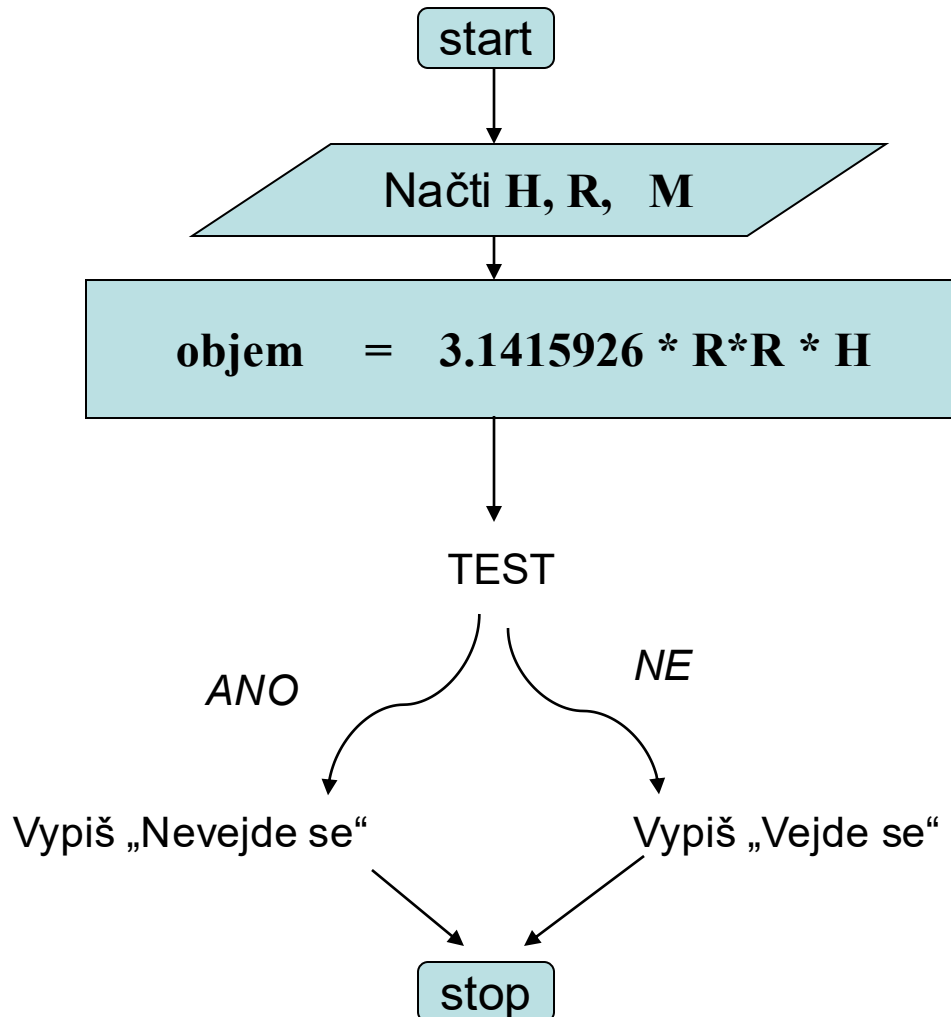 start
Načti H, R, M
objem = 3.1415926 * R*R * H
TEST
ANO
NE
Vypiš „Nevejde se“
Vypiš „Vejde se“
stop